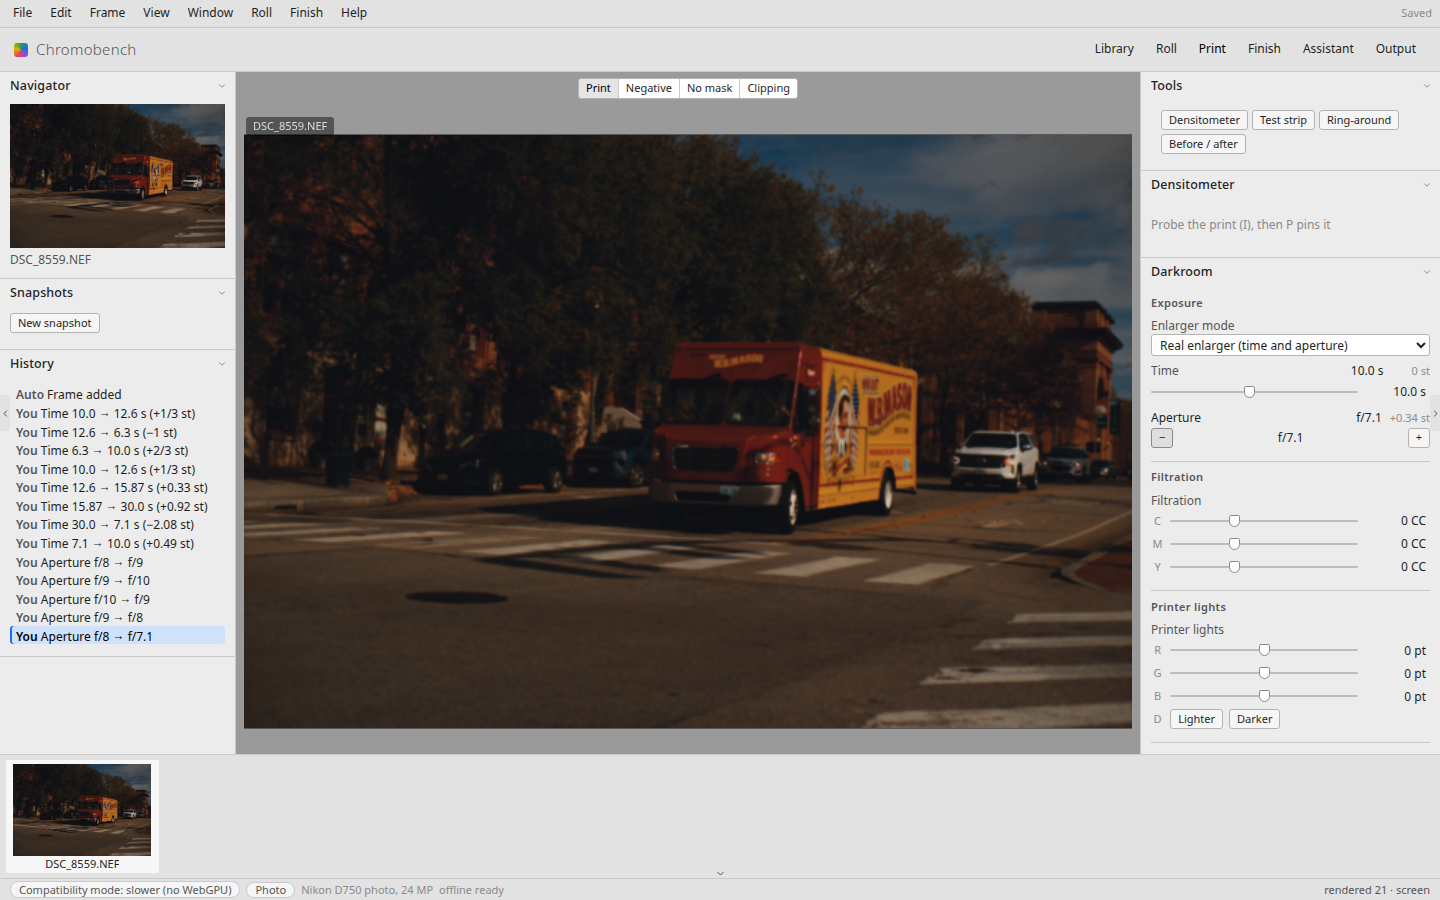 File Edit Frame View Window Roll Finish Help
Saved
Chromobench
Library Roll Print Finish Assistant Output
Navigator
DSC_8559.NEF
Snapshots
New snapshot
History
Auto Frame added
You Time 10.0 → 12.6 s (+1/3 st)
You Time 12.6 → 6.3 s (−1 st)
You Time 6.3 → 10.0 s (+2/3 st)
You Time 10.0 → 12.6 s (+1/3 st)
You Time 12.6 → 15.87 s (+0.33 st)
You Time 15.87 → 30.0 s (+0.92 st)
You Time 30.0 → 7.1 s (−2.08 st)
You Time 7.1 → 10.0 s (+0.49 st)
You Aperture f/8 → f/9
You Aperture f/9 → f/10
You Aperture f/10 → f/9
You Aperture f/9 → f/8
You Aperture f/8 → f/7.1
Print Negative No mask Clipping
DSC_8559.NEF
Tools
Densitometer Test strip Ring-around
Before / after
Densitometer
Probe the print (I), then P pins it
Darkroom
Exposure
Enlarger mode
Real enlarger (time and aperture)
Time 10.0 s 0 st
10.0 s
Aperture f/7.1 +0.34 st
− f/7.1 +
Filtration
Filtration
C 0 CC
M 0 CC
Y 0 CC
Printer lights
Printer lights
R 0 pt
G 0 pt
B 0 pt
D Lighter Darker
DSC_8559.NEF
Compatibility mode: slower (no WebGPU) Photo Nikon D750 photo, 24 MP offline ready
rendered 21 · screen